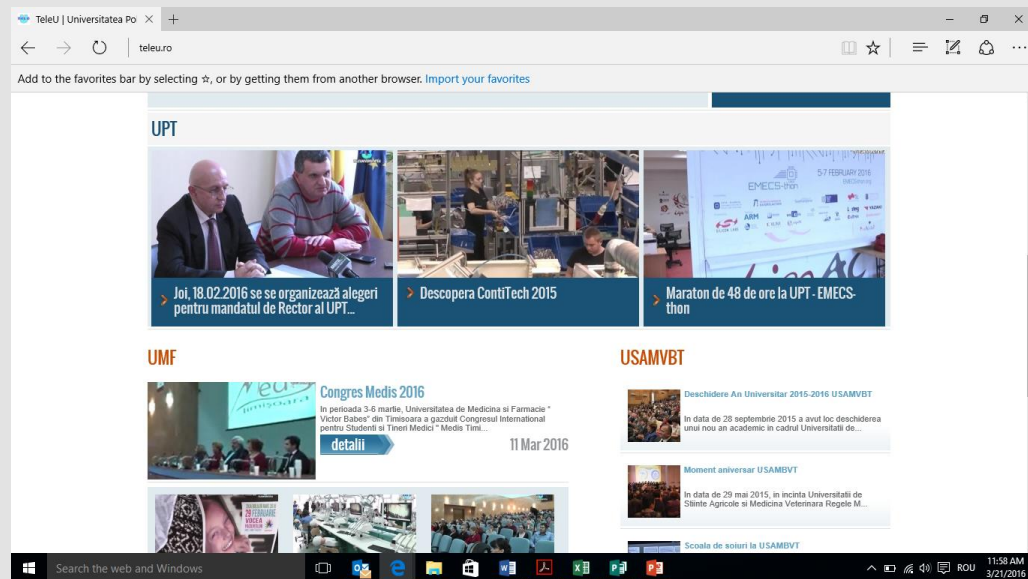 TeleU | Universitatea Po
teleu.ro
Add to the favorites bar by selecting ☆, or by getting them from another browser. Import your favorites
UPT
5-7 FEBRUARY 2016
EMECS-thon
ARM
Joi, 18.02.2016 se se organizează alegeri
pentru mandatul de Rector al UPT...
Descopera ContiTech 2015
Maraton de 48 de ore la UPT - EMECS-
thon
UMF
USAMVBT
Medis
Timisoara
Congres Medis 2016
In perioada 3-6 martie, Universitatea de Medicina si Farmacie "
Victor Babes" din Timisoara a gazduit Congresul International
pentru Studenti si Tineri Medici " Medis Timi...
detalii
11 Mar 2016
Deschidere An Universitar 2015-2016 USAMVBT
In data de 28 septembrie 2015 a avut loc deschiderea
unui nou an academic in cadrul Universitatii de...
Moment aniversar USAMBVT
In data de 29 mai 2015, in incinta Universitatii de
Stiinte Agricole si Medicina Veterinara Regele M...
29 FEBRUARIE
VOCEA
Scoala de soiuri la USAMBVT
Search the web and Windows
ROU
11:58 AM
3/21/2016